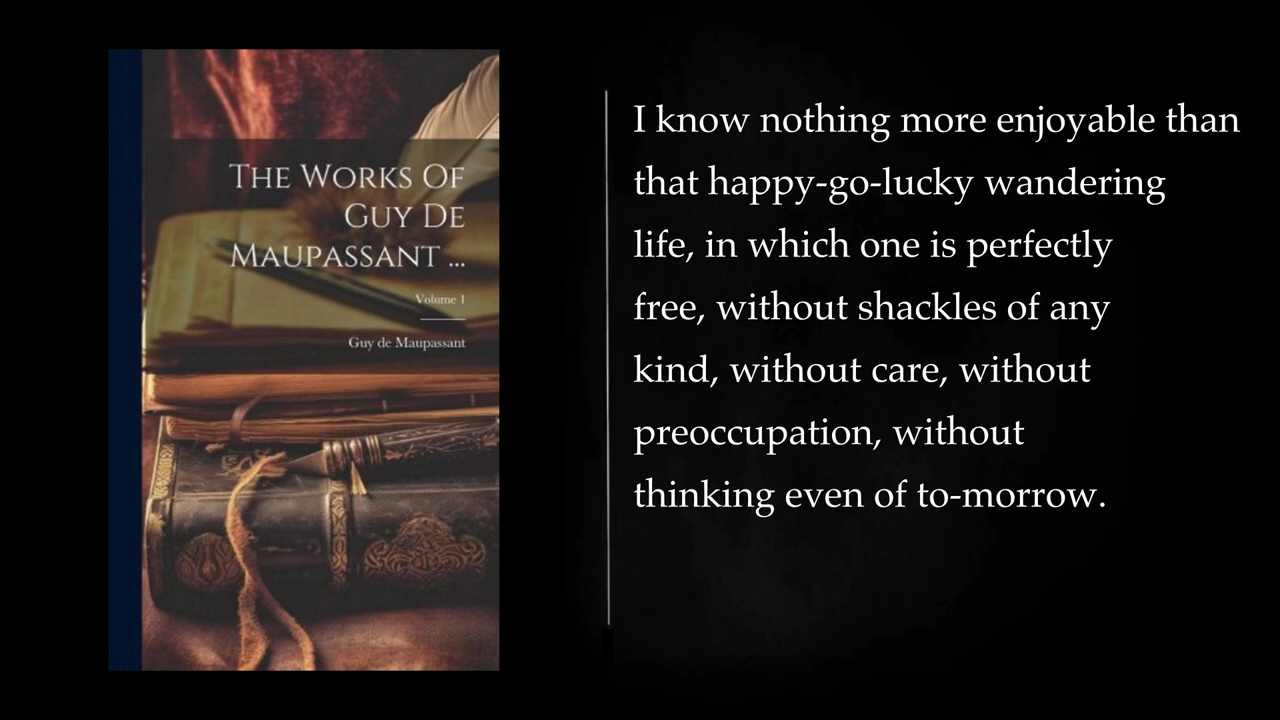 THE WORKS OF
GUY DE
MAUPASSANT ...
Volume 1
Guy de Maupassant
I know nothing more enjoyable than
that happy-go-lucky wandering
life, in which one is perfectly
free, without shackles of any
kind, without care, without
preoccupation, without
thinking even of to-morrow.